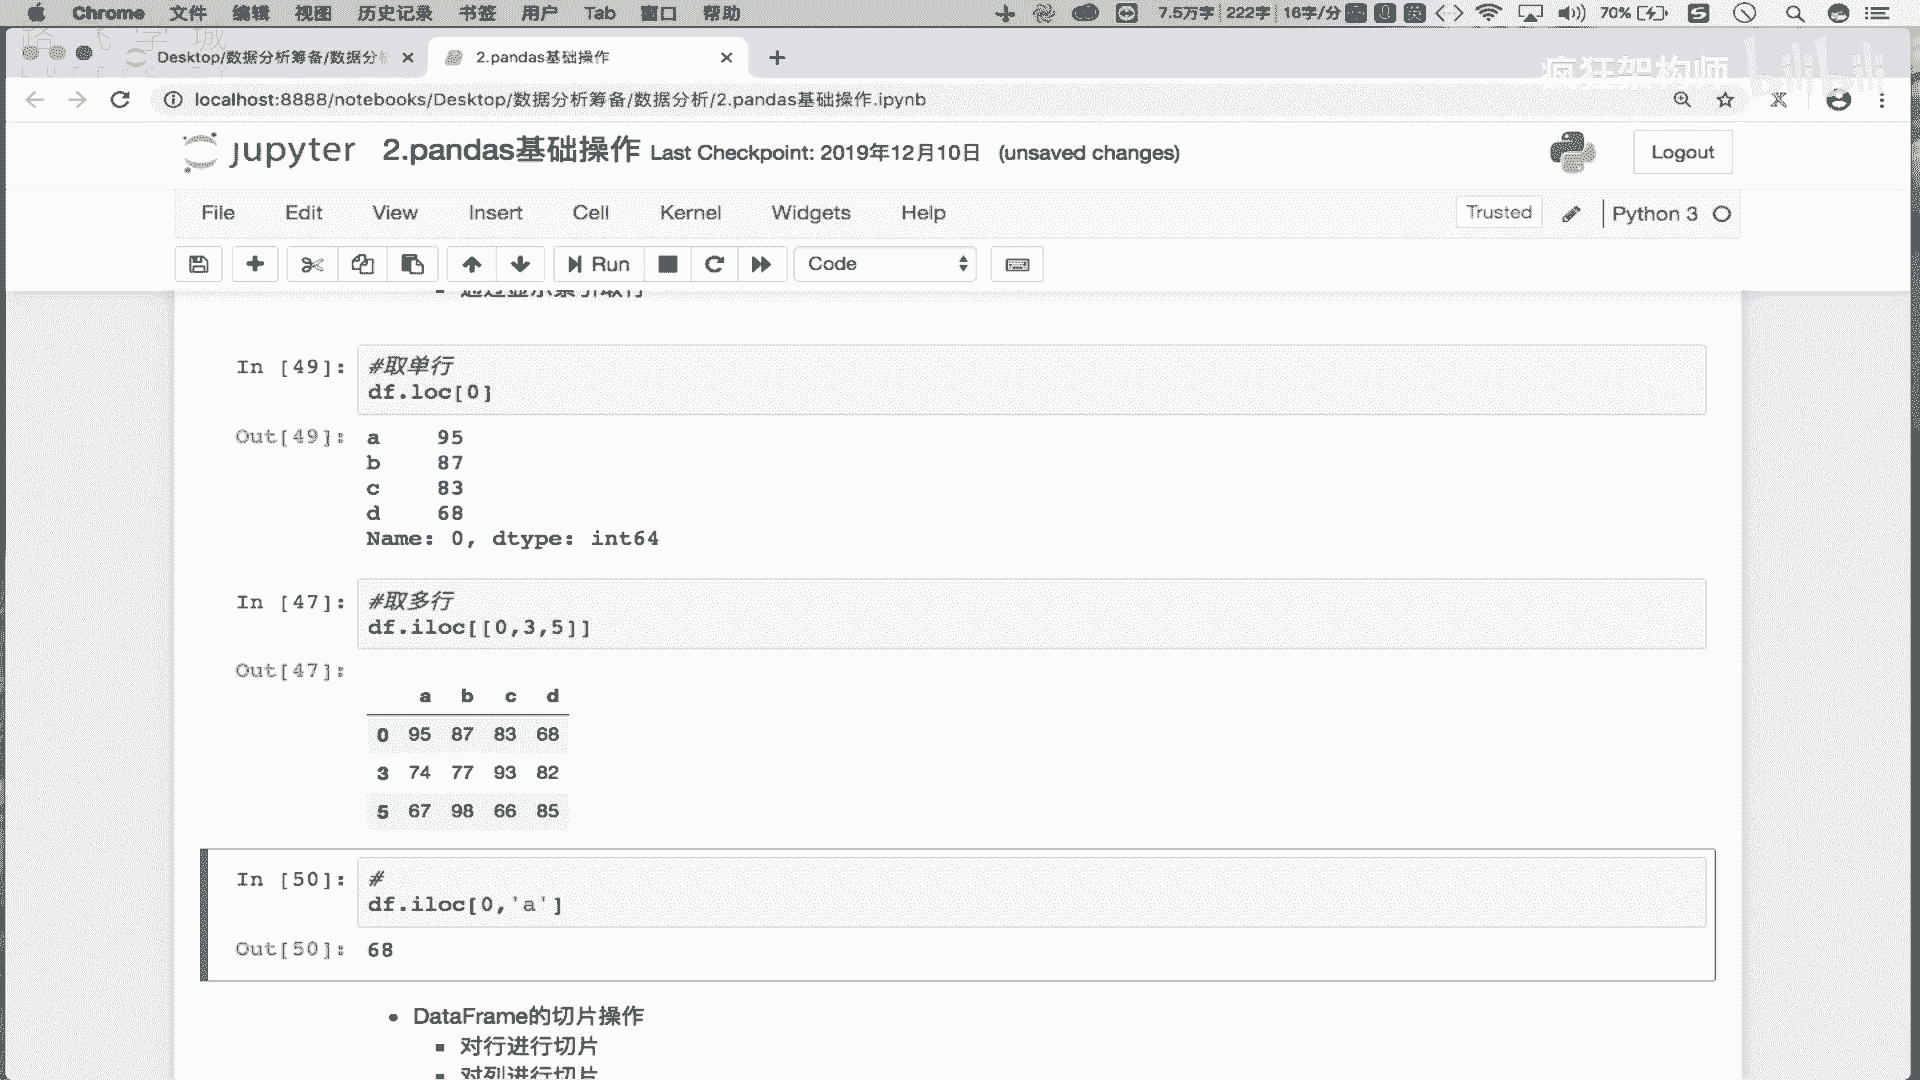 Chrome 文件 编辑 视图 历史记录 书签 用户 Tab 窗口 帮助 7.5万字 222字 16字/分 英 70%
Desktop/数据分析筹备/数据分析
2.pandas基础操作
疯狂架构师 bilibili
localhost:8888/notebooks/Desktop/数据分析筹备/数据分析/2.pandas基础操作.ipynb
jupyter 2.pandas基础操作 Last Checkpoint: 2019年12月10日 (unsaved changes)
Logout
File Edit View Insert Cell Kernel Widgets Help
Trusted Python 3
Run Code
通过显示索引取行
In [49]: #取单行
df.loc[0]
Out[49]: a 95
b 87
c 83
d 68
Name: 0, dtype: int64
In [47]: #取多行
df.iloc[[0,3,5]]
Out[47]:
a b c d
0 95 87 83 68
3 74 77 93 82
5 67 98 66 85
In [50]: #
df.iloc[0,'a']
Out[50]: 68
DataFrame的切片操作
对行进行切片
对列进行切片